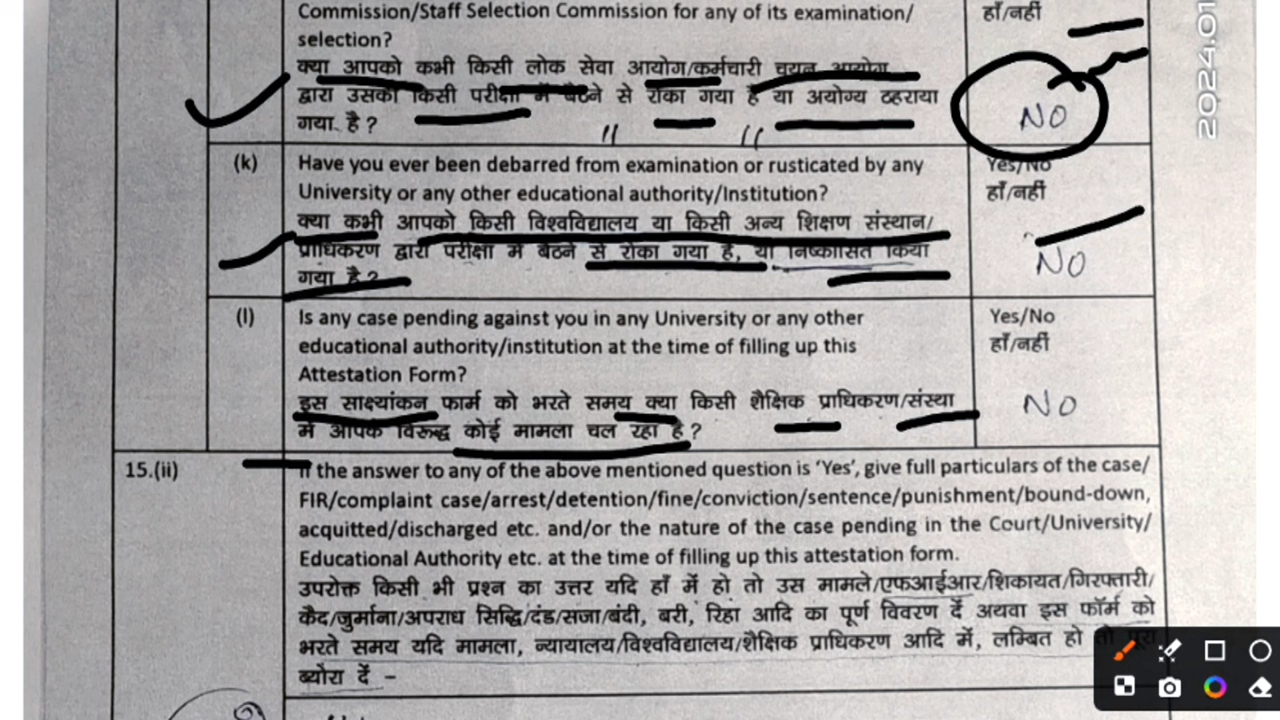 Commission/Staff Selection Commission for any of its examination/
selection?
हाँ/नहीं
क्या आपको कभी किसी लोक सेवा आयोग/कर्मचारी चयन आयोग
द्वारा उसकी किसी परीक्षा में बैठने से रोका गया है या अयोग्य ठहराया
गया है?
NO
(k)
Have you ever been debarred from examination or rusticated by any
University or any other educational authority/Institution?
क्या कभी आपको किसी विश्वविद्यालय या किसी अन्य शिक्षण संस्थान/
प्राधिकरण द्वारा परीक्षा में बैठने से रोका गया है, या निष्कासित किया
गया है?
Yes/No
हाँ/नहीं
NO
(l)
Is any case pending against you in any University or any other
educational authority/institution at the time of filling up this
Attestation Form?
इस साक्ष्यांकन फार्म को भरते समय क्या किसी शैक्षिक प्राधिकरण/संस्था
में आपके विरूद्ध कोई मामला चल रहा है?
Yes/No
हाँ/नहीं
NO
15.(ii)
If the answer to any of the above mentioned question is 'Yes', give full particulars of the case/
FIR/complaint case/arrest/detention/fine/conviction/sentence/punishment/bound-down,
acquitted/discharged etc. and/or the nature of the case pending in the Court/University/
Educational Authority etc. at the time of filling up this attestation form.
उपरोक्त किसी भी प्रश्न का उत्तर यदि हाँ में हो तो उस मामले/एफआईआर/शिकायत/गिरफ्तारी/
कैद/जुर्माना/अपराध सिद्धि/दंड/सजा/बंदी, बरी, रिहा आदि का पूर्ण विवरण दें अथवा इस फॉर्म को
भरते समय यदि मामला, न्यायालय/विश्वविद्यालय/शैक्षिक प्राधिकरण आदि में, लम्बित हो तो पूरा
ब्योरा दें –
2024.01